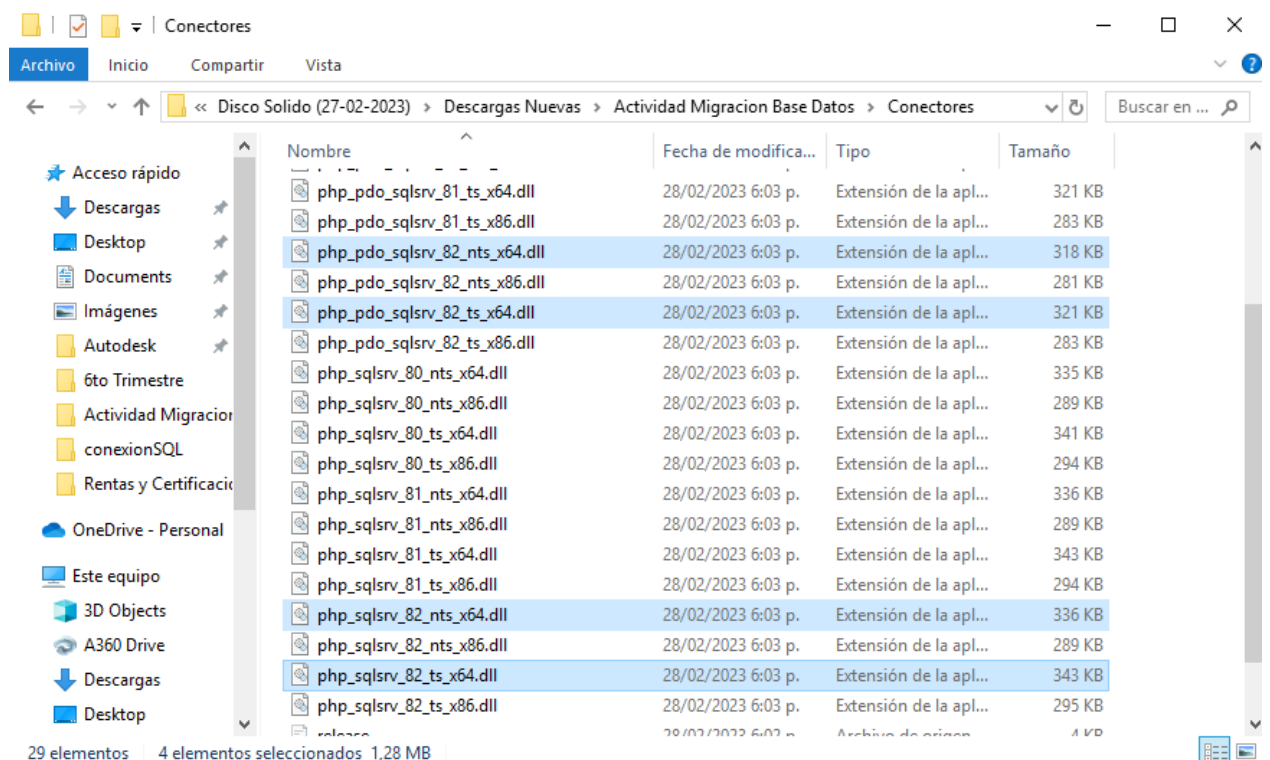 Conectores
Archivo Inicio Compartir Vista
« Disco Solido (27-02-2023) > Descargas Nuevas > Actividad Migracion Base Datos > Conectores Buscar en ...
Nombre Fecha de modifica... Tipo Tamaño
Acceso rápido
Descargas
Desktop
Documents
Imágenes
Autodesk
6to Trimestre
Actividad Migracior
conexionSQL
Rentas y Certificacio
OneDrive - Personal
Este equipo
3D Objects
A360 Drive
Descargas
Desktop
php_pdo_sqlsrv_81_ts_x64.dll 28/02/2023 6:03 p. Extensión de la apl... 321 KB
php_pdo_sqlsrv_81_ts_x86.dll 28/02/2023 6:03 p. Extensión de la apl... 283 KB
php_pdo_sqlsrv_82_nts_x64.dll 28/02/2023 6:03 p. Extensión de la apl... 318 KB
php_pdo_sqlsrv_82_nts_x86.dll 28/02/2023 6:03 p. Extensión de la apl... 281 KB
php_pdo_sqlsrv_82_ts_x64.dll 28/02/2023 6:03 p. Extensión de la apl... 321 KB
php_pdo_sqlsrv_82_ts_x86.dll 28/02/2023 6:03 p. Extensión de la apl... 283 KB
php_sqlsrv_80_nts_x64.dll 28/02/2023 6:03 p. Extensión de la apl... 335 KB
php_sqlsrv_80_nts_x86.dll 28/02/2023 6:03 p. Extensión de la apl... 289 KB
php_sqlsrv_80_ts_x64.dll 28/02/2023 6:03 p. Extensión de la apl... 341 KB
php_sqlsrv_80_ts_x86.dll 28/02/2023 6:03 p. Extensión de la apl... 294 KB
php_sqlsrv_81_nts_x64.dll 28/02/2023 6:03 p. Extensión de la apl... 336 KB
php_sqlsrv_81_nts_x86.dll 28/02/2023 6:03 p. Extensión de la apl... 289 KB
php_sqlsrv_81_ts_x64.dll 28/02/2023 6:03 p. Extensión de la apl... 343 KB
php_sqlsrv_81_ts_x86.dll 28/02/2023 6:03 p. Extensión de la apl... 294 KB
php_sqlsrv_82_nts_x64.dll 28/02/2023 6:03 p. Extensión de la apl... 336 KB
php_sqlsrv_82_nts_x86.dll 28/02/2023 6:03 p. Extensión de la apl... 289 KB
php_sqlsrv_82_ts_x64.dll 28/02/2023 6:03 p. Extensión de la apl... 343 KB
php_sqlsrv_82_ts_x86.dll 28/02/2023 6:03 p. Extensión de la apl... 295 KB
release 28/02/2023 6:02 p. Archivo de origen 4 KB
29 elementos 4 elementos seleccionados 1,28 MB